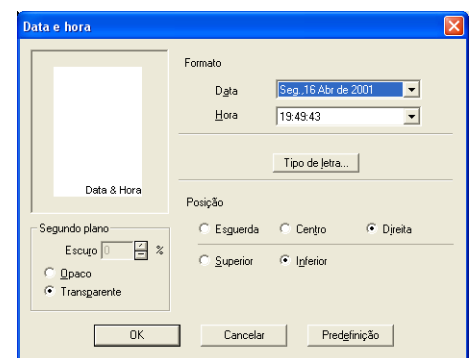 Data e hora
Formato
Data Seg.,16 Abr de 2001
Hora 19:49:43
Tipo de letra...
Data & Hora
Posição
Esquerda Centro Direita
Superior Inferior
Segundo plano
Escuro 0 %
Opaco
Transparente
OK Cancelar Predefinição